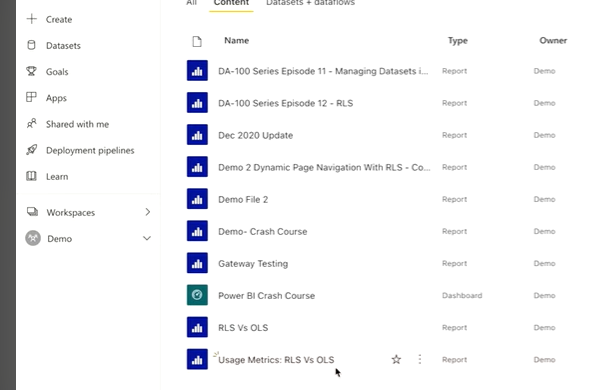 All Content Datasets + dataflows
Create
Datasets
Goals
Apps
Shared with me
Deployment pipelines
Learn
Workspaces
Demo
Name Type Owner
DA-100 Series Episode 11 - Managing Datasets i... Report Demo
DA-100 Series Episode 12 - RLS Report Demo
Dec 2020 Update Report Demo
Demo 2 Dynamic Page Navigation With RLS - Co... Report Demo
Demo File 2 Report Demo
Demo- Crash Course Report Demo
Gateway Testing Report Demo
Power BI Crash Course Dashboard Demo
RLS Vs OLS Report Demo
Usage Metrics: RLS Vs OLS Report Demo